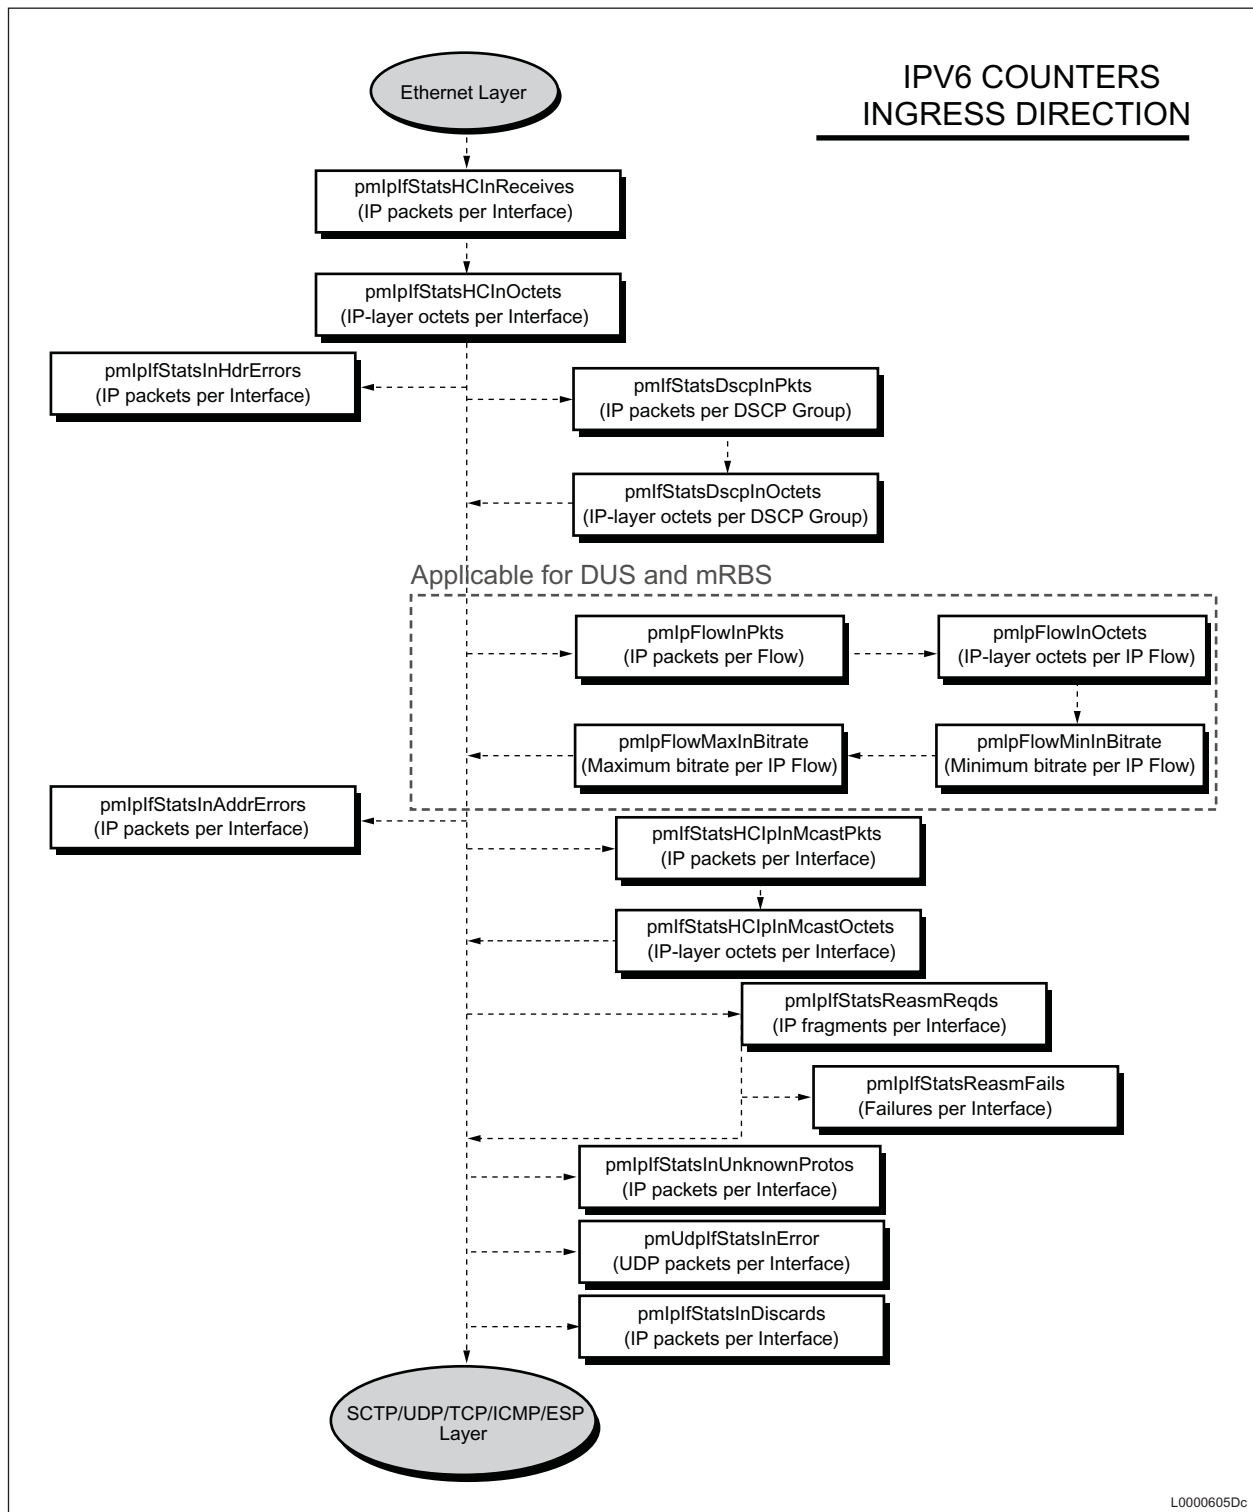 IPV6 COUNTERS
INGRESS DIRECTION
Ethernet Layer
pmIpIfStatsHCInReceives
(IP packets per Interface)
pmIpIfStatsHCInOctets
(IP-layer octets per Interface)
pmIpIfStatsInHdrErrors
(IP packets per Interface)
pmIfStatsDscpInPkts
(IP packets per DSCP Group)
pmIfStatsDscpInOctets
(IP-layer octets per DSCP Group)
Applicable for DUS and mRBS
pmIpFlowInPkts
(IP packets per Flow)
pmIpFlowInOctets
(IP-layer octets per IP Flow)
pmIpFlowMaxInBitrate
(Maximum bitrate per IP Flow)
pmIpFlowMinInBitrate
(Minimum bitrate per IP Flow)
pmIpIfStatsInAddrErrors
(IP packets per Interface)
pmIfStatsHCIpInMcastPkts
(IP packets per Interface)
pmIfStatsHCIpInMcastOctets
(IP-layer octets per Interface)
pmIpIfStatsReasmReqds
(IP fragments per Interface)
pmIpIfStatsReasmFails
(Failures per Interface)
pmIpIfStatsInUnknownProtos
(IP packets per Interface)
pmUdpIfStatsInError
(UDP packets per Interface)
pmIpIfStatsInDiscards
(IP packets per Interface)
SCTP/UDP/TCP/ICMP/ESP
Layer
L0000605Dc